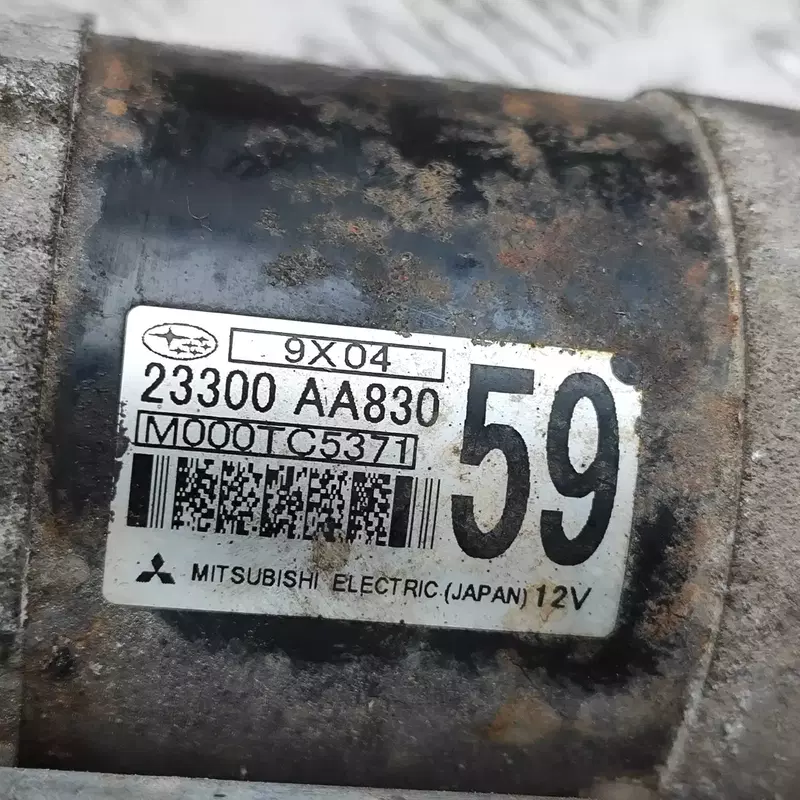 9X04
23300 AA830
M000TC5371
59
MITSUBISHI ELECTRIC (JAPAN) 12V